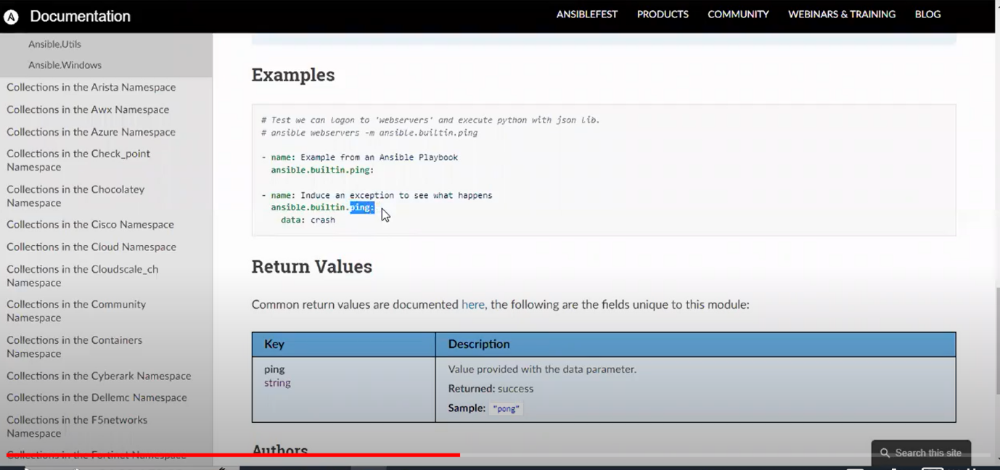 Documentation
ANSIBLEFEST PRODUCTS COMMUNITY WEBINARS & TRAINING BLOG
Ansible.Utils
Ansible.Windows
Collections in the Arista Namespace
Collections in the Awx Namespace
Collections in the Azure Namespace
Collections in the Check_point
Namespace
Collections in the Chocolatey
Namespace
Collections in the Cisco Namespace
Collections in the Cloud Namespace
Collections in the Cloudscale_ch
Namespace
Collections in the Community
Namespace
Collections in the Containers
Namespace
Collections in the Cyberark Namespace
Collections in the Dellemc Namespace
Collections in the F5networks
Namespace
Collections in the Fortinet Namespace
Examples
# Test we can logon to 'webservers' and execute python with json lib.
# ansible webservers -m ansible.builtin.ping
- name: Example from an Ansible Playbook
ansible.builtin.ping:
- name: Induce an exception to see what happens
ansible.builtin.ping:
data: crash
Return Values
Common return values are documented here, the following are the fields unique to this module:
Key Description
ping
string
Value provided with the data parameter.
Returned: success
Sample: "pong"
Authors
Search this site